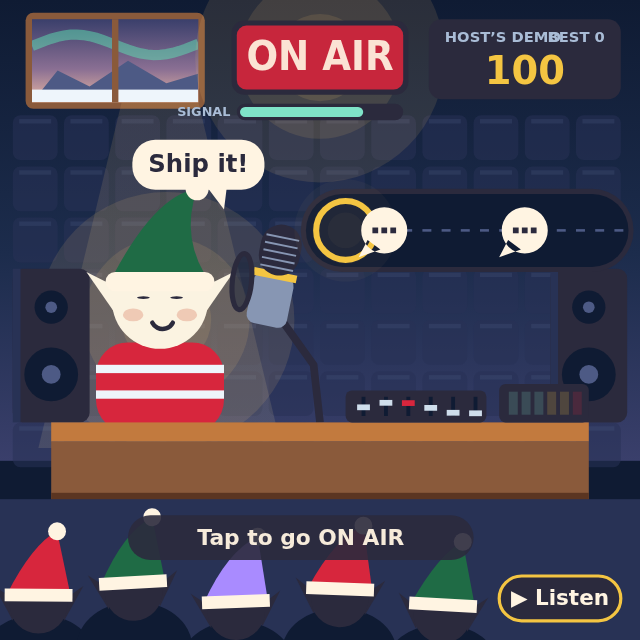 ON AIR
HOST'S DEMO
BEST 0
100
SIGNAL
Ship it!
Tap to go ON AIR
▶ Listen